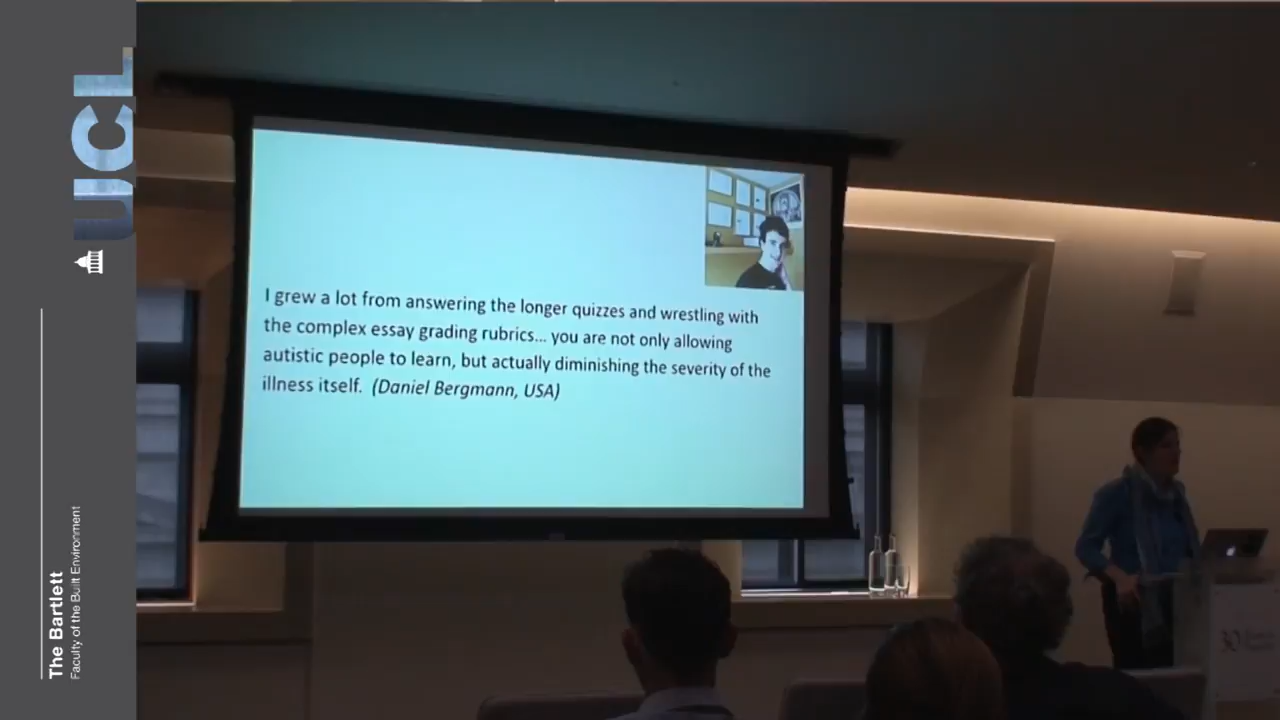 UCL
The Bartlett
Faculty of the Built Environment
I grew a lot from answering the longer quizzes and wrestling with
the complex essay grading rubrics... you are not only allowing
autistic people to learn, but actually diminishing the severity of the
illness itself. (Daniel Bergmann, USA)
30